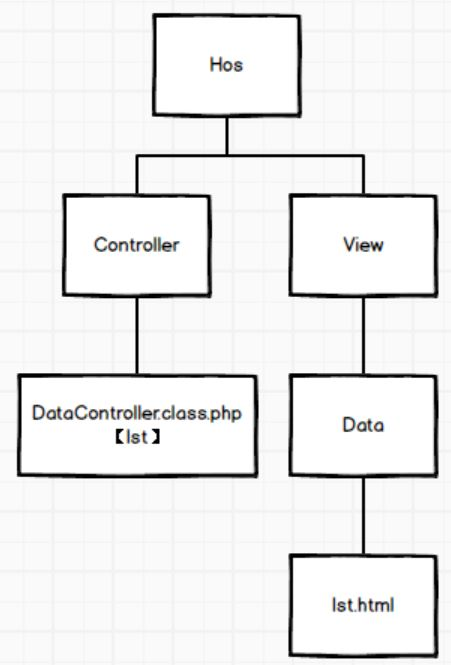 Hos
Controller
View
DataController.class.php
【lst】
Data
lst.html